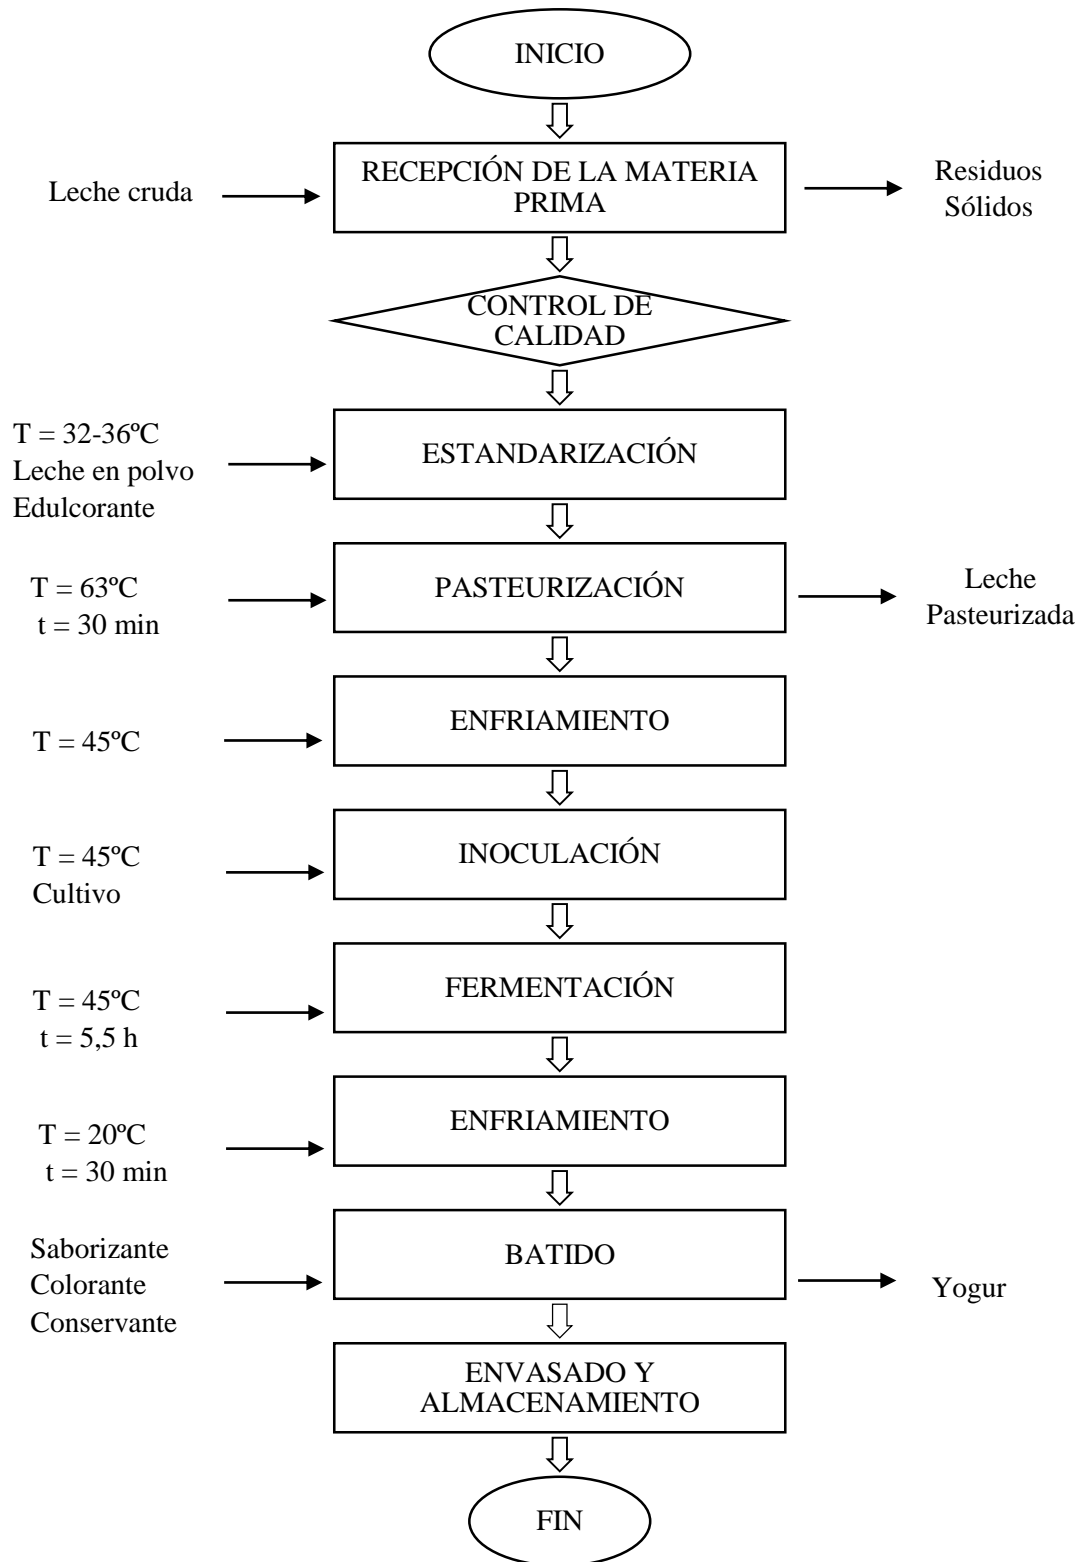 INICIO
Leche cruda
RECEPCIÓN DE LA MATERIA
PRIMA
Residuos
Sólidos
CONTROL DE
CALIDAD
T = 32-36ºC
Leche en polvo
Edulcorante
ESTANDARIZACIÓN
T = 63ºC
t = 30 min
PASTEURIZACIÓN
Leche
Pasteurizada
T = 45ºC
ENFRIAMIENTO
T = 45ºC
Cultivo
INOCULACIÓN
T = 45ºC
t = 5,5 h
FERMENTACIÓN
T = 20ºC
t = 30 min
ENFRIAMIENTO
Saborizante
Colorante
Conservante
BATIDO
Yogur
ENVASADO Y
ALMACENAMIENTO
FIN